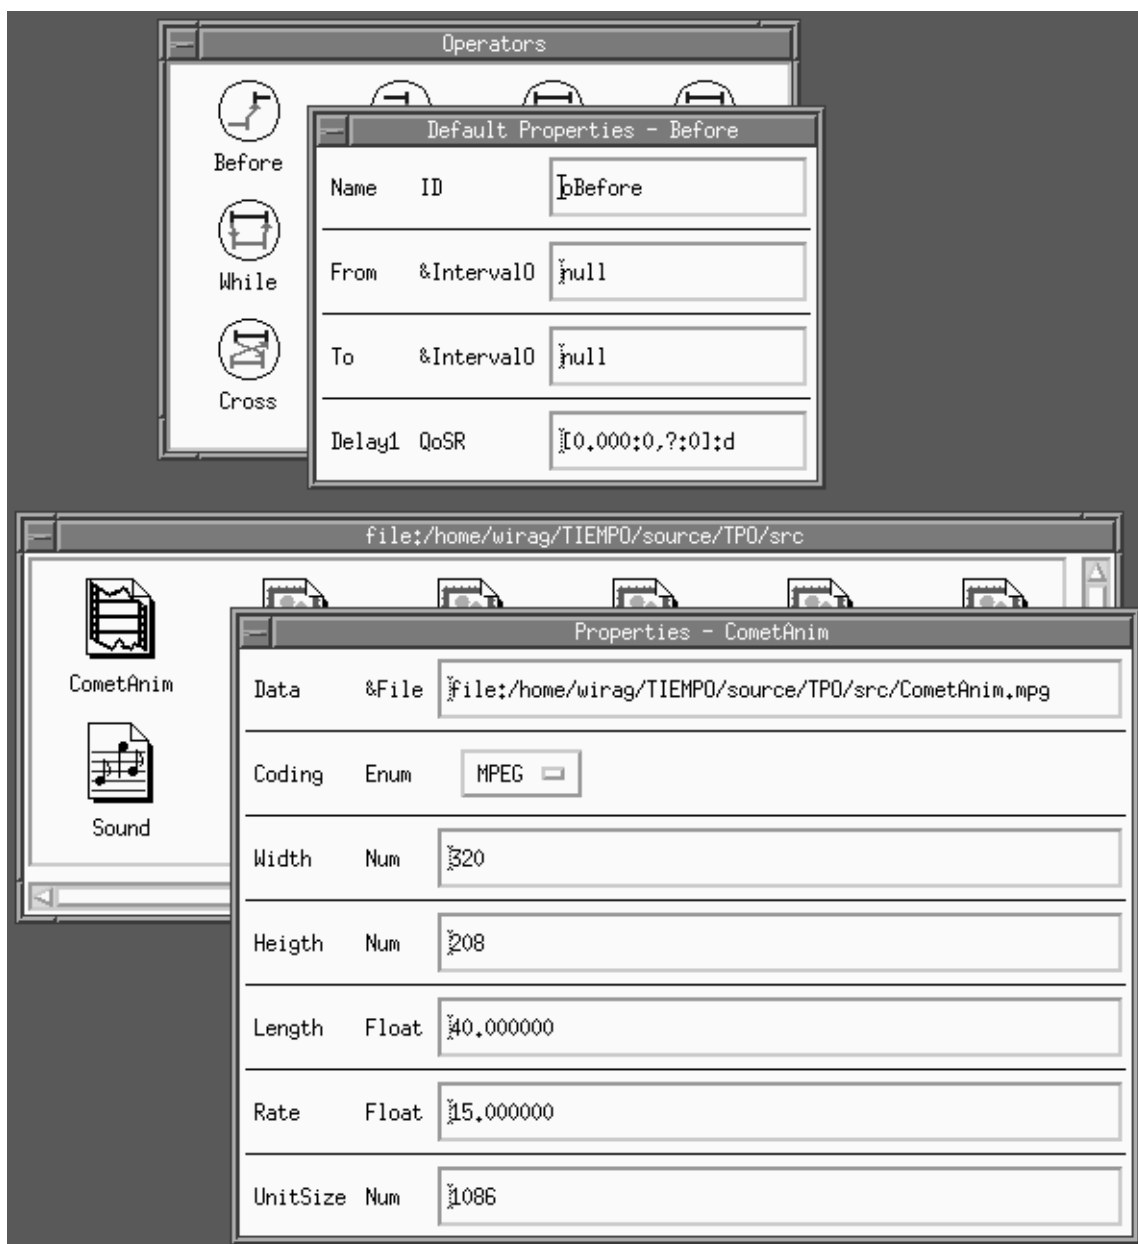 Operators
Before
While
Cross
Default Properties - Before
Name ID oBefore
From &IntervalO null
To &IntervalO null
Delay1 QoSR [0.000:0,?:0]:d
file:/home/wirag/TIEMPO/source/TPO/src
CometAnim
Sound
Properties - CometAnim
Data &File file:/home/wirag/TIEMPO/source/TPO/src/CometAnim.mpg
Coding Enum MPEG
Width Num 320
Heigth Num 208
Length Float 40.000000
Rate Float 15.000000
UnitSize Num 1086